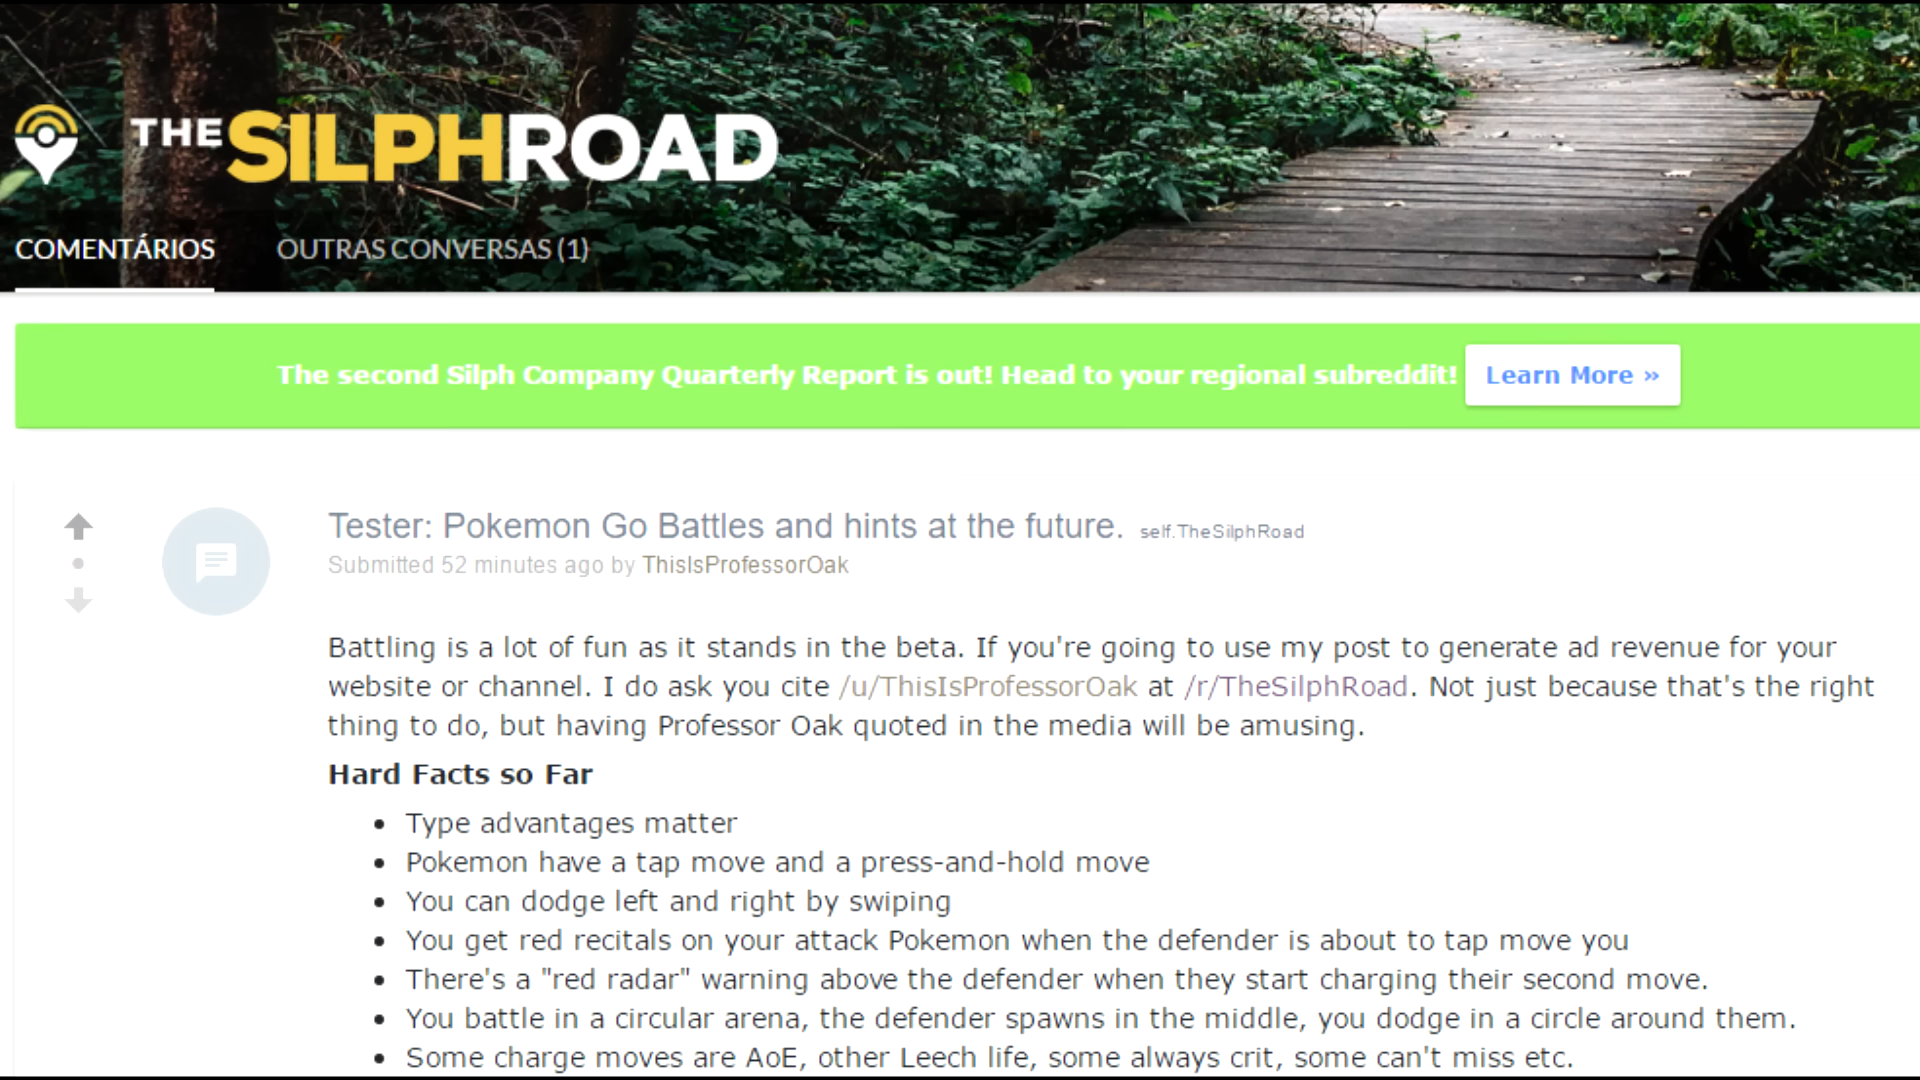 THE SILPHROAD
COMENTÁRIOS OUTRAS CONVERSAS (1)
The second Silph Company Quarterly Report is out! Head to your regional subreddit! Learn More »
Tester: Pokemon Go Battles and hints at the future. self.TheSilphRoad
Submitted 52 minutes ago by ThisIsProfessorOak
Battling is a lot of fun as it stands in the beta. If you're going to use my post to generate ad revenue for your
website or channel. I do ask you cite /u/ThisIsProfessorOak at /r/TheSilphRoad. Not just because that's the right
thing to do, but having Professor Oak quoted in the media will be amusing.
Hard Facts so Far
• Type advantages matter
• Pokemon have a tap move and a press-and-hold move
• You can dodge left and right by swiping
• You get red recitals on your attack Pokemon when the defender is about to tap move you
• There's a "red radar" warning above the defender when they start charging their second move.
• You battle in a circular arena, the defender spawns in the middle, you dodge in a circle around them.
• Some charge moves are AoE, other Leech life, some always crit, some can't miss etc.